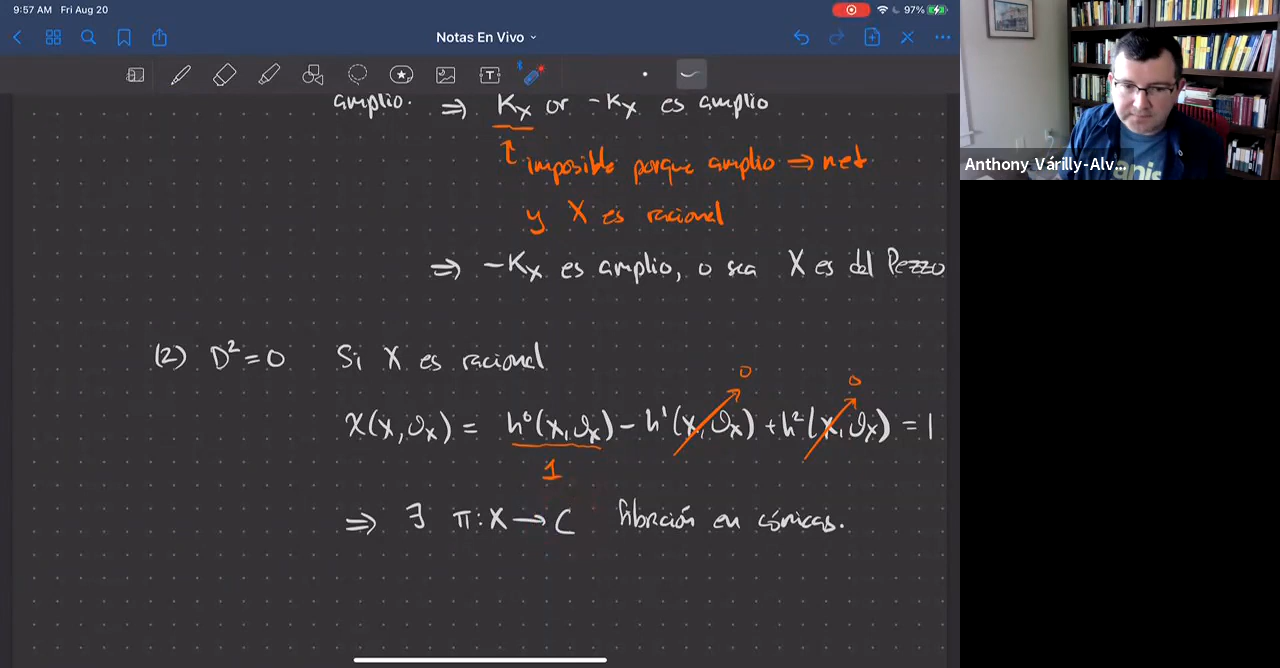 9:57 AM Fri Aug 20
97%
Notas En Vivo
Anthony Várilly-Alv...
amplio. ⇒ K_X or -K_X es amplio
↑ imposible porque amplio ⇒ nef
y X es racional
⇒ -K_X es amplio, o sea X es del Pezzo
(2) D² = 0 Si X es racional
0 0
χ(X, O_X) = h⁰(X, O_X) - h¹(X, O_X) + h²(X, O_X) = 1
1
⇒ ∃ π: X → C fibración en cónicas.